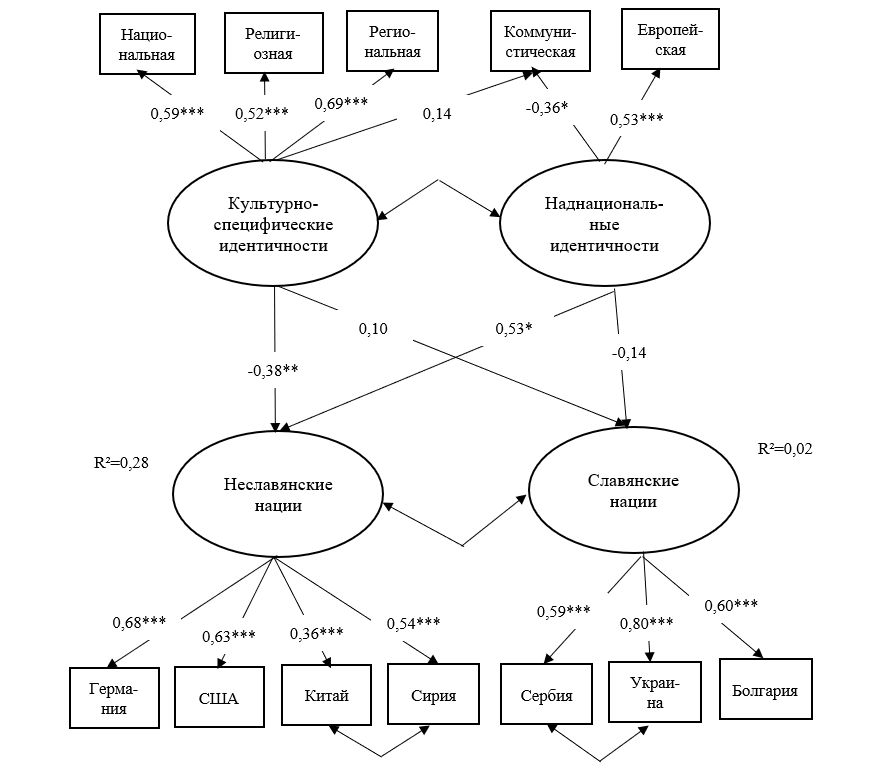 Нацио-
нальная
Религи-
озная
Регио-
нальная
Коммуни-
стическая
Европей-
ская
0,59***
0,52***
0,69***
0,14
-0,36*
0,53***
Культурно-
специфические
идентичности
Наднациональ-
ные
идентичности
0,10
0,53*
-0,38**
-0,14
R²=0,28
Неславянские
нации
Славянские
нации
R²=0,02
0,68***
0,63***
0,36***
0,54***
0,59***
0,80***
0,60***
Герма-
ния
США
Китай
Сирия
Сербия
Украи-
на
Болгария